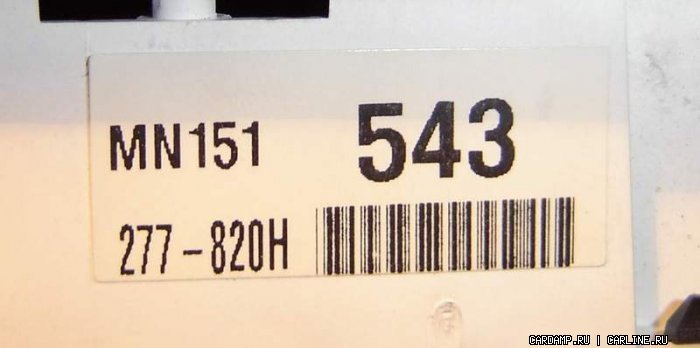 MN151 543
277-820H
CARDAMP.RU | CARLINE.RU